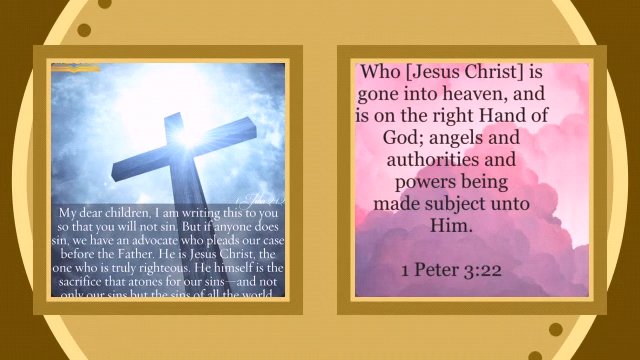 My dear children, I am writing this to you
so that you will not sin. But if anyone does
sin, we have an advocate who pleads our case
before the Father. He is Jesus Christ, the
one who is truly righteous. He himself is the
sacrifice that atones for our sins—and not
only our sins but the sins of all the world.
Who [Jesus Christ] is
gone into heaven, and
is on the right Hand of
God; angels and
authorities and
powers being
made subject unto
Him.
1 Peter 3:22